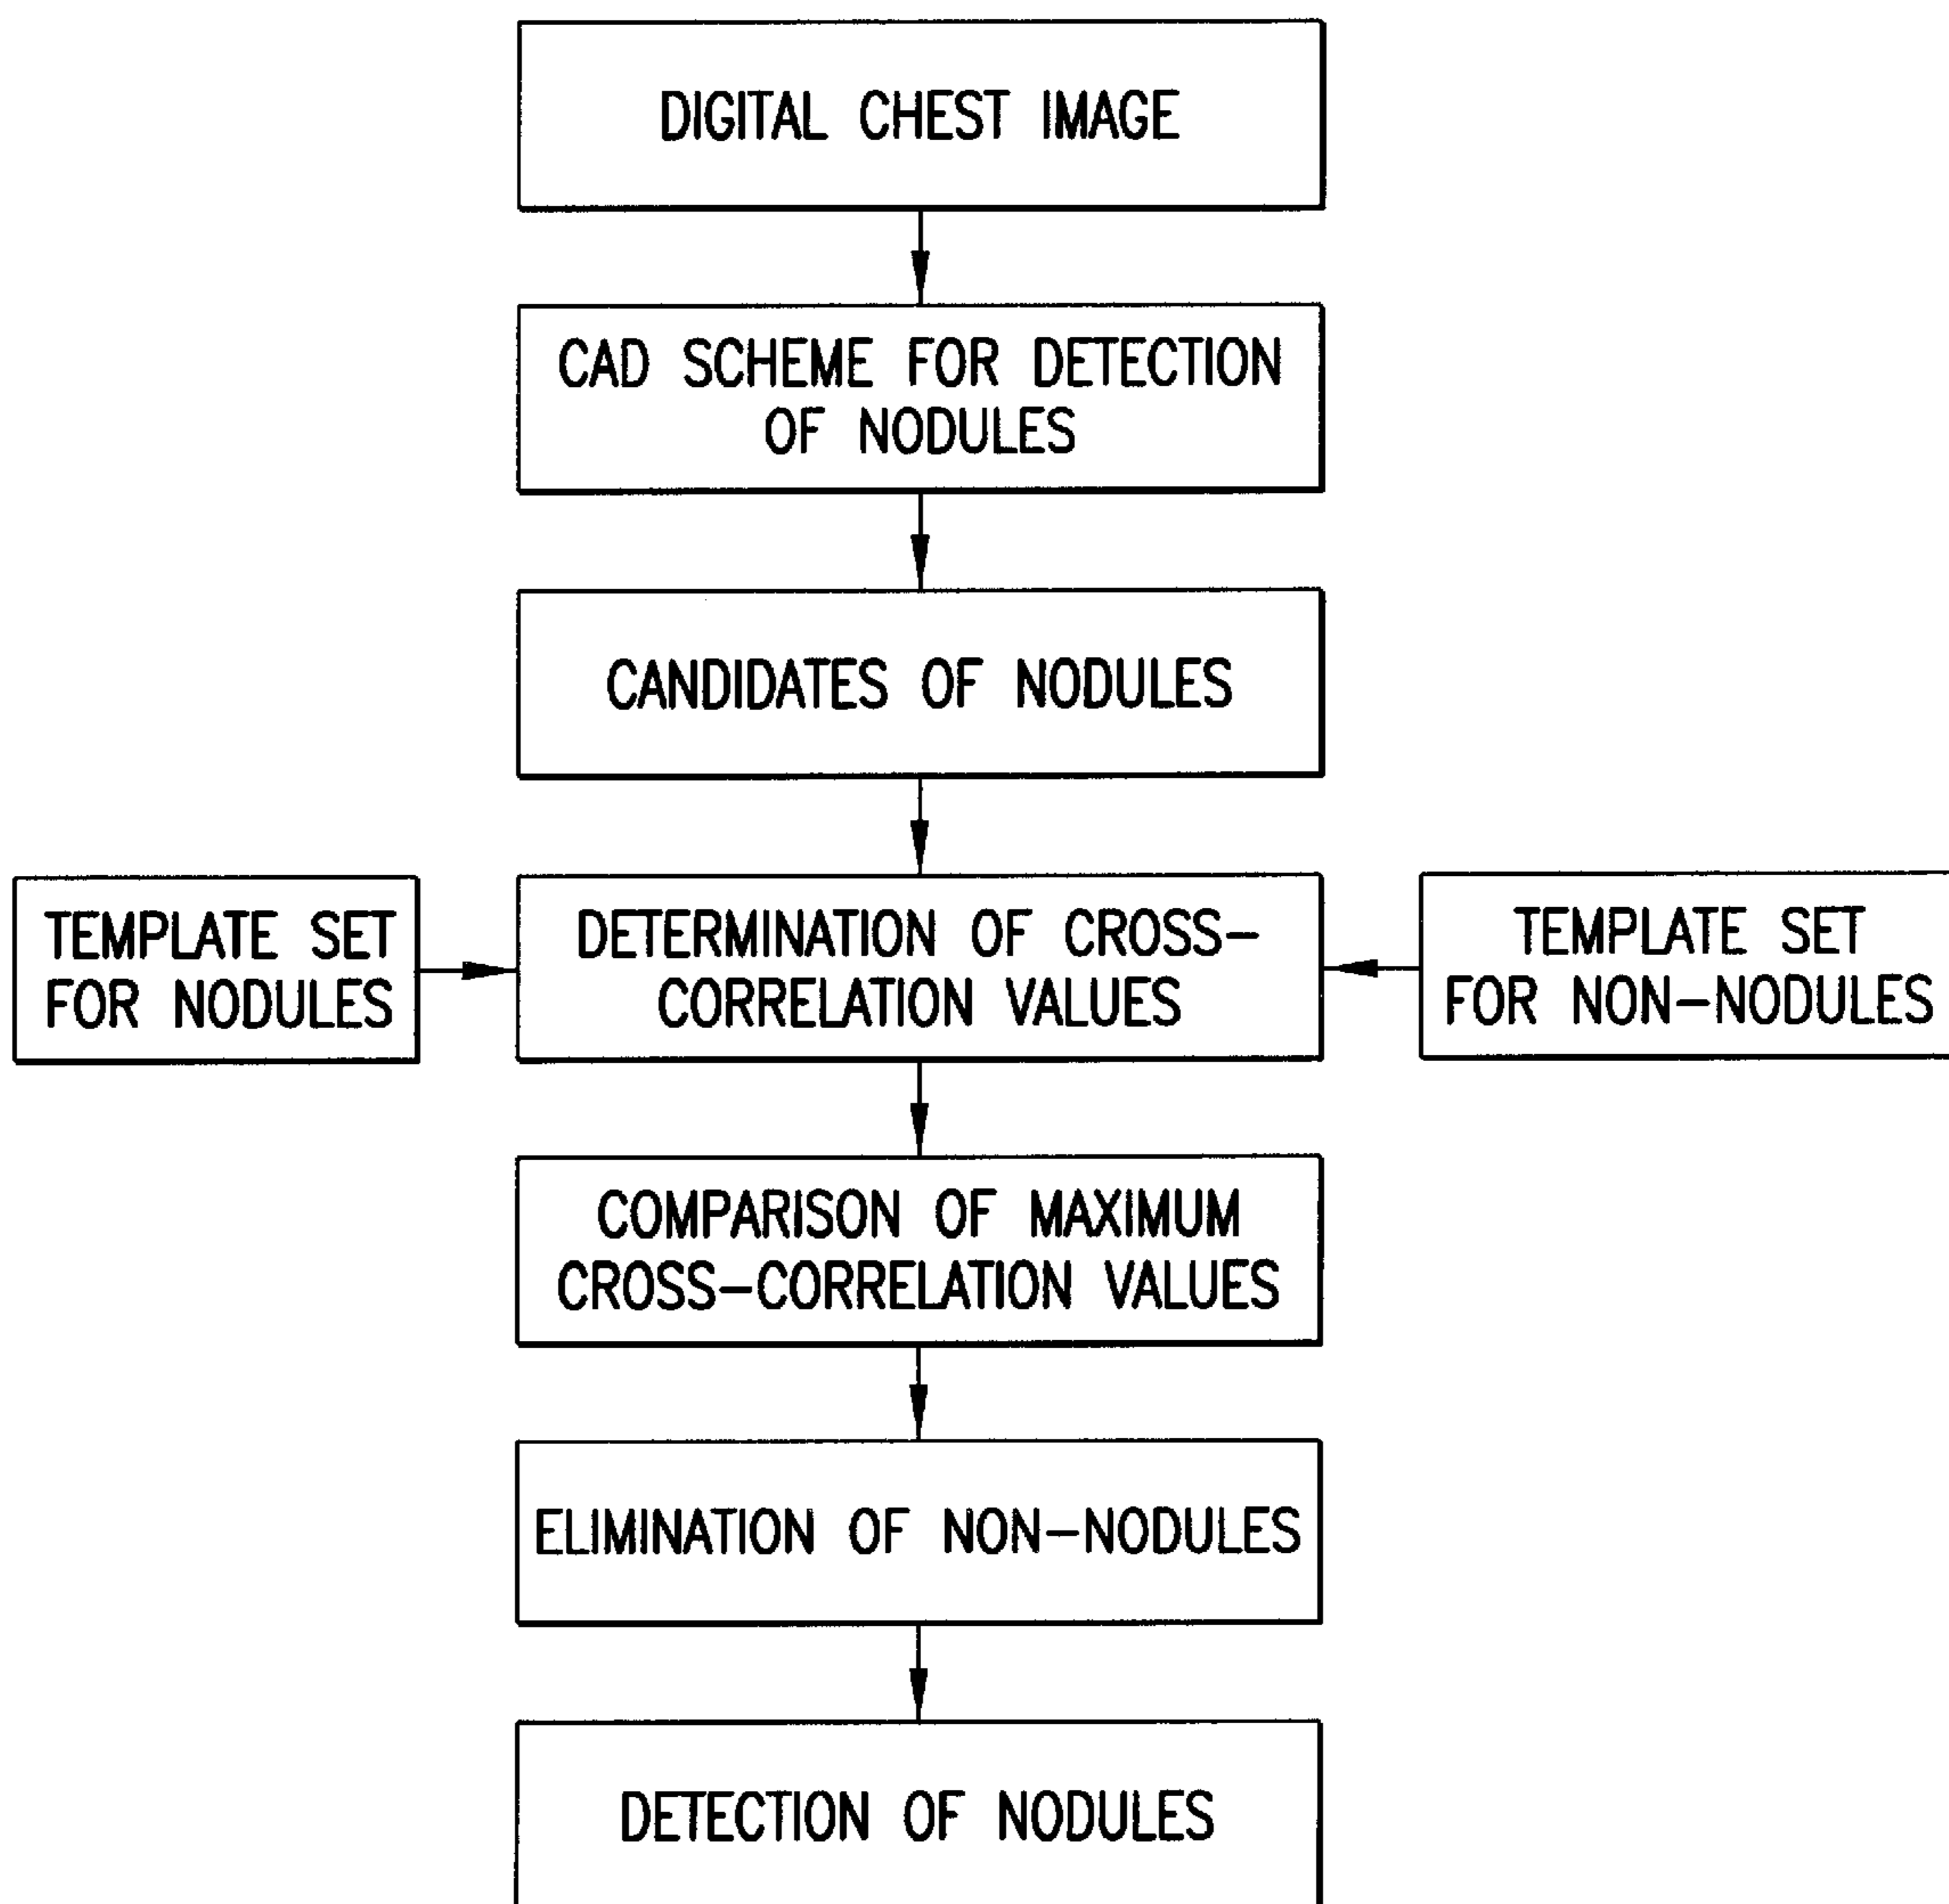 DIGITAL CHEST IMAGE
CAD SCHEME FOR DETECTION
OF NODULES
CANDIDATES OF NODULES
TEMPLATE SET
FOR NODULES
DETERMINATION OF CROSS–
CORRELATION VALUES
TEMPLATE SET
FOR NON–NODULES
COMPARISON OF MAXIMUM
CROSS–CORRELATION VALUES
ELIMINATION OF NON–NODULES
DETECTION OF NODULES